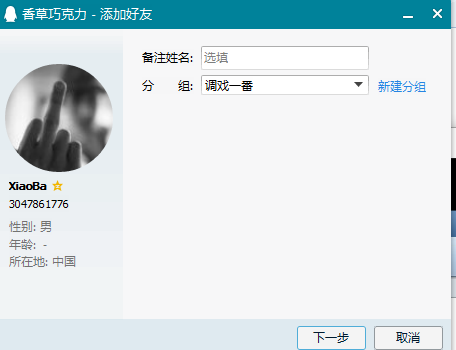 香草巧克力 - 添加好友
备注姓名: 选填
分 组: 调戏一番 新建分组
XiaoBa
3047861776
性别: 男
年龄: -
所在地: 中国
下一步 取消